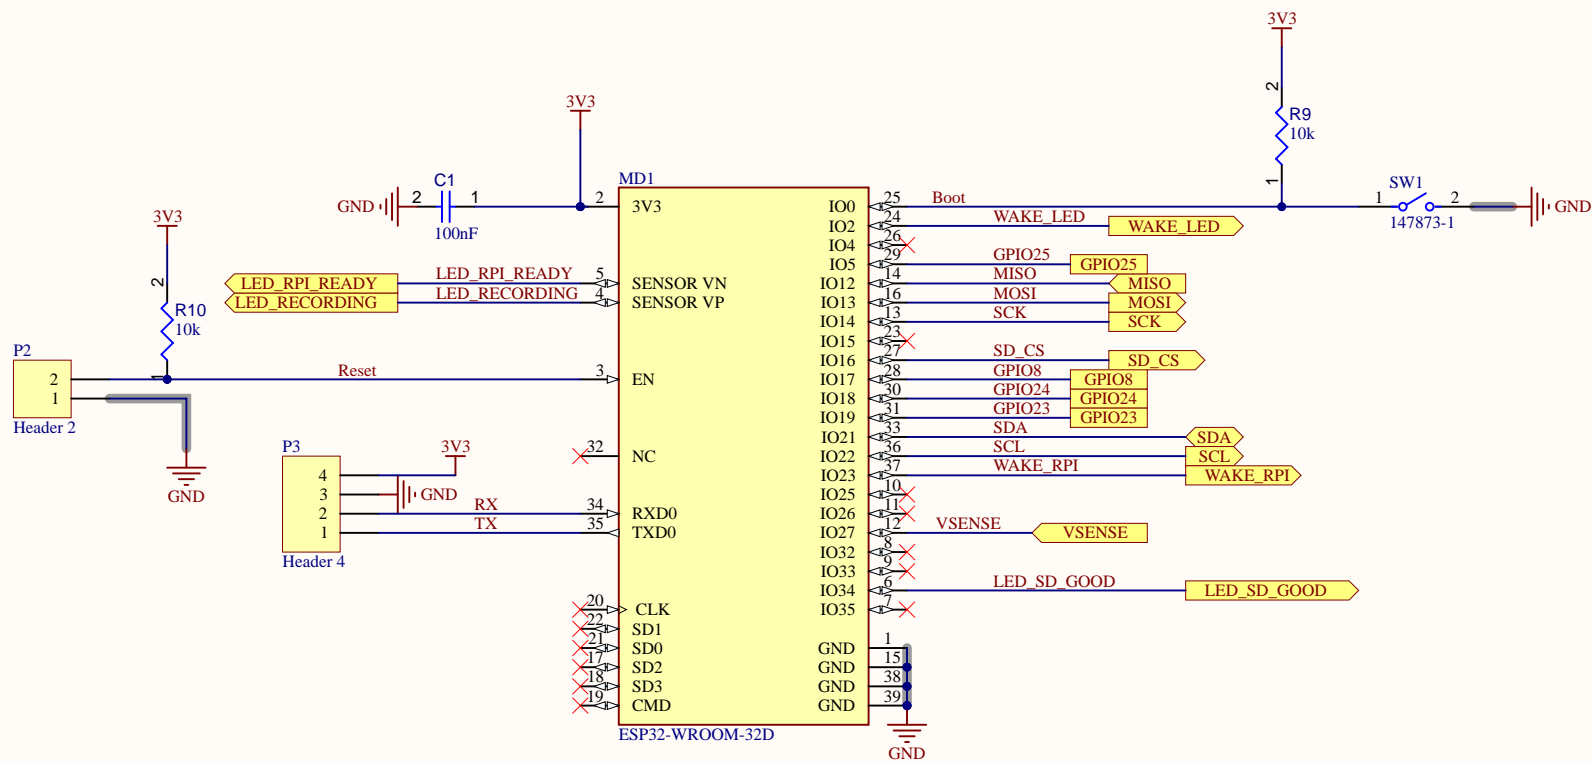 3V3
2
R9
10k
1
3V3
MD1
GND
2
C1
1
100nF
2
3V3
IO0
25
Boot
SW1
1
2
147873-1
GND
IO2
24
WAKE_LED
WAKE_LED
IO4
26
IO5
29
GPIO25
GPIO25
LED_RPI_READY
LED_RPI_READY
5
SENSOR VN
IO12
14
MISO
MISO
LED_RECORDING
LED_RECORDING
4
SENSOR VP
IO13
16
MOSI
MOSI
IO14
13
SCK
SCK
IO15
23
IO16
27
SD_CS
SD_CS
3V3
2
R10
10k
1
P2
2
1
Header 2
GND
Reset
3
EN
IO17
28
GPIO8
GPIO8
IO18
30
GPIO24
GPIO24
IO19
31
GPIO23
GPIO23
IO21
33
SDA
SDA
32
NC
IO22
36
SCL
SCL
IO23
37
WAKE_RPI
WAKE_RPI
P3
4
3
2
1
Header 4
3V3
GND
RX
34
RXD0
TX
35
TXD0
IO25
10
IO26
11
IO27
12
VSENSE
VSENSE
IO32
8
IO33
9
IO34
6
LED_SD_GOOD
LED_SD_GOOD
IO35
7
20
CLK
22
SD1
21
SD0
17
SD2
18
SD3
19
CMD
GND
1
GND
15
GND
38
GND
39
GND
ESP32-WROOM-32D